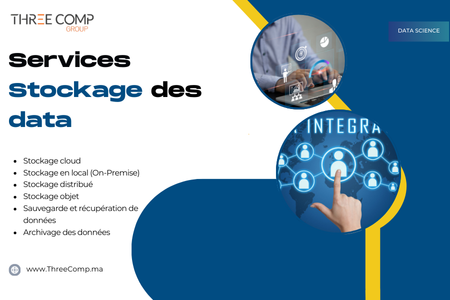 THREE COMP
GROUP
DATA SCIENCE
Services
Stockage des
data
Stockage cloud
Stockage en local (On-Premise)
Stockage distribué
Stockage objet
Sauvegarde et récupération de
données
Archivage des données
www.ThreeComp.ma
INTEGRA